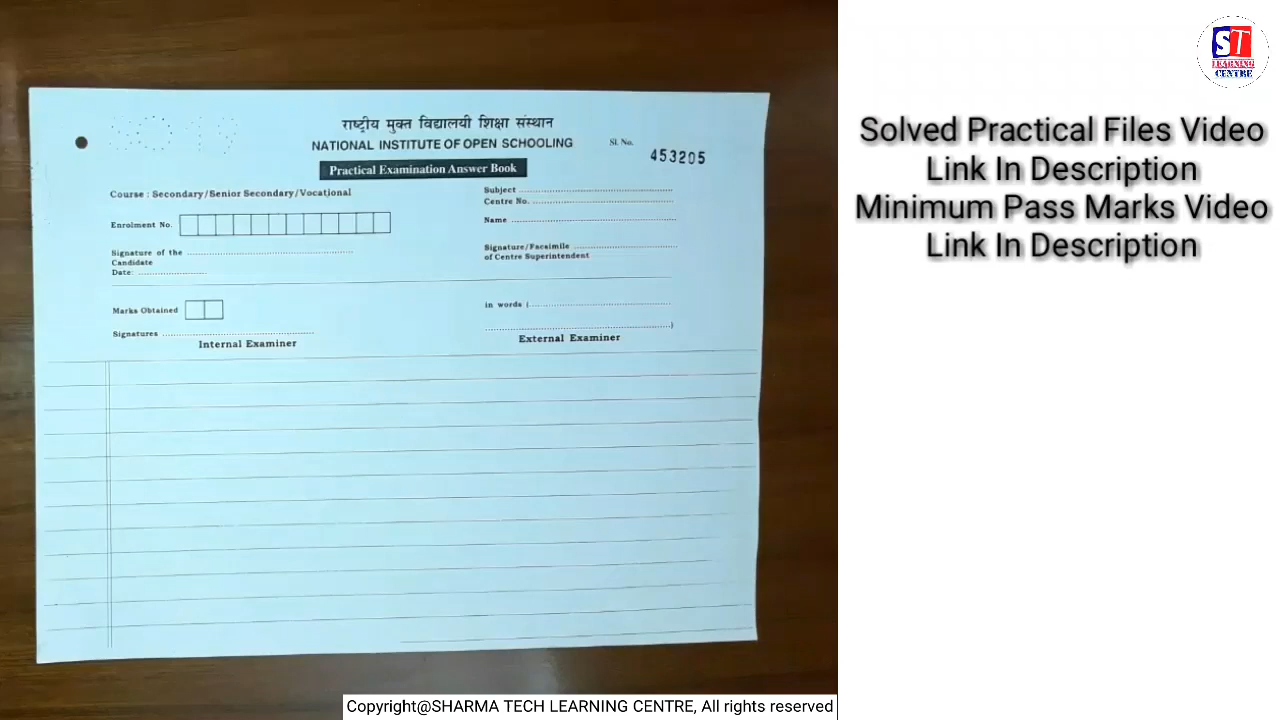 राष्ट्रीय मुक्त विद्यालयी शिक्षा संस्थान
NATIONAL INSTITUTE OF OPEN SCHOOLING
Sl. No. 453205
Practical Examination Answer Book
Course : Secondary/Senior Secondary/Vocational
Subject
Centre No.
Enrolment No.
Name
Signature of the
Candidate
Date:
Signature/Facsimile
of Centre Superintendent
Marks Obtained
in words (
)
Signatures
Internal Examiner
External Examiner
ST
LEARNING
CENTRE
Solved Practical Files Video
Link In Description
Minimum Pass Marks Video
Link In Description
Copyright@SHARMA TECH LEARNING CENTRE, All rights reserved